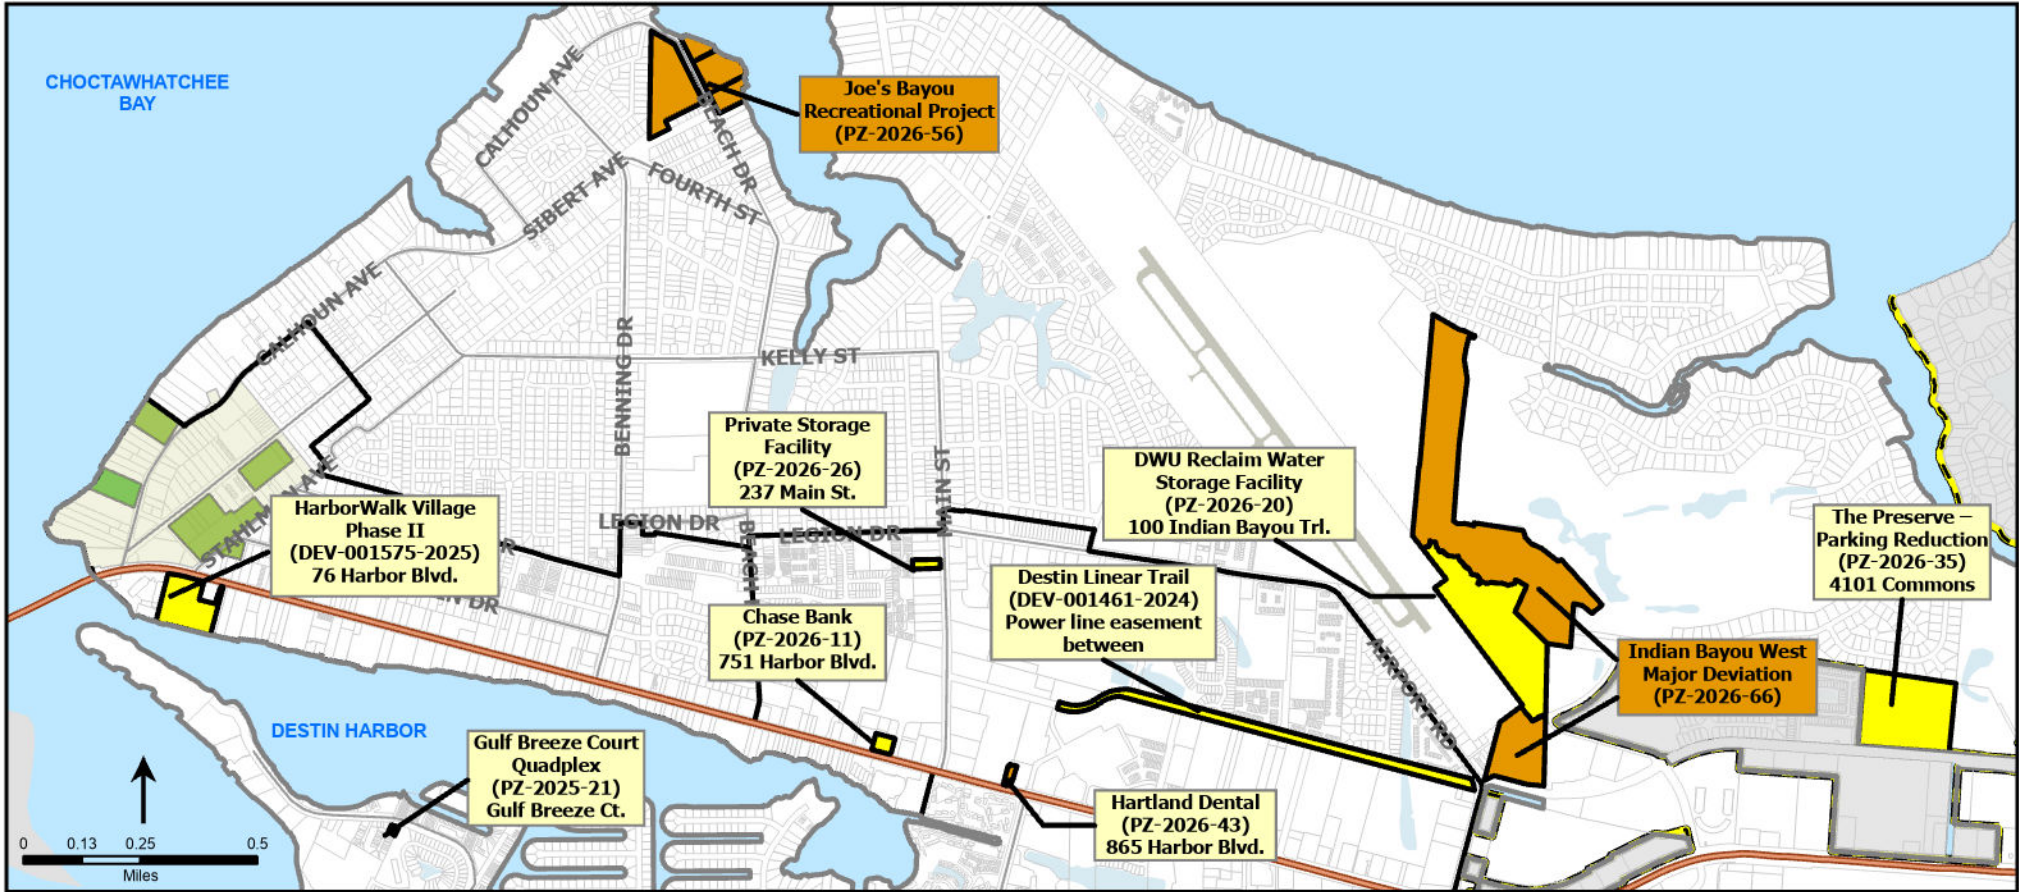 CHOCTAWHATCHEE
BAY
CALHOUN AVE
Joe's Bayou
Recreational Project
(PZ-2026-56)
BEACH DR
SIBERT AVE
FOURTH ST
CALHOUN AVE
BENNING DR
KELLY ST
Private Storage
Facility
(PZ-2026-26)
237 Main St.
MAIN ST
DWU Reclaim Water
Storage Facility
(PZ-2026-20)
100 Indian Bayou Trl.
STAHLMAN AVE
HarborWalk Village
Phase II
(DEV-001575-2025)
76 Harbor Blvd.
LEGION DR
LEGION DR
BEACH
DR
The Preserve –
Parking Reduction
(PZ-2026-35)
4101 Commons
Destin Linear Trail
(DEV-001461-2024)
Power line easement
between
EN DR
Chase Bank
(PZ-2026-11)
751 Harbor Blvd.
AIRPORT RD
Indian Bayou West
Major Deviation
(PZ-2026-66)
DESTIN HARBOR
Gulf Breeze Court
Quadplex
(PZ-2025-21)
Gulf Breeze Ct.
Hartland Dental
(PZ-2026-43)
865 Harbor Blvd.
0 0.13 0.25 0.5
Miles